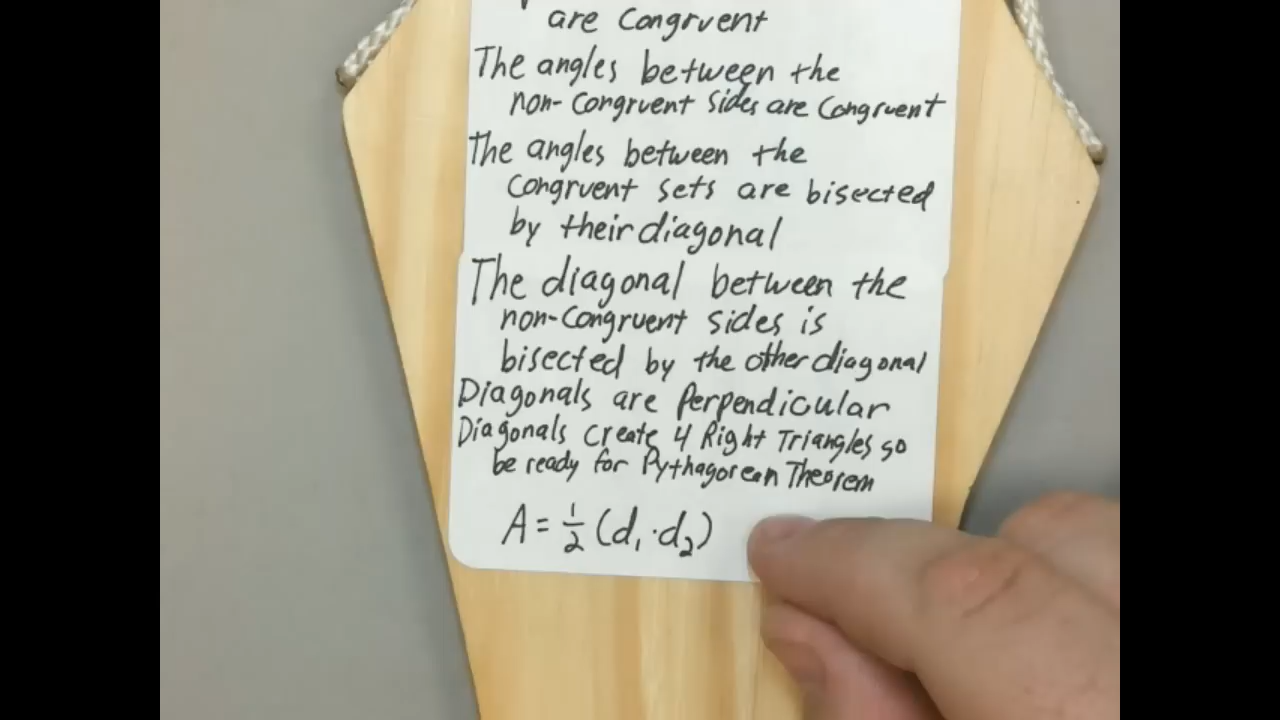 are Congruent
The angles between the
non-Congruent sides are Congruent
The angles between the
Congruent sets are bisected
by their diagonal
The diagonal between the
non-Congruent sides is
bisected by the other diagonal
Diagonals are Perpendicular
Diagonals Create 4 Right Triangles so
be ready for Pythagorean Theorem
A = 1/2 (d₁·d₂)